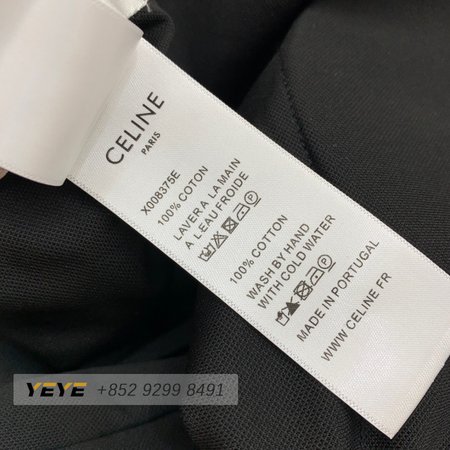 CELINE
PARIS
X008375E
100% COTON
LAVER A LA MAIN
A L'EAU FROIDE
100% COTTON
WASH BY HAND
WITH COLD WATER
MADE IN PORTUGAL
WWW.CELINE.FR
YEYE +852 9299 8491